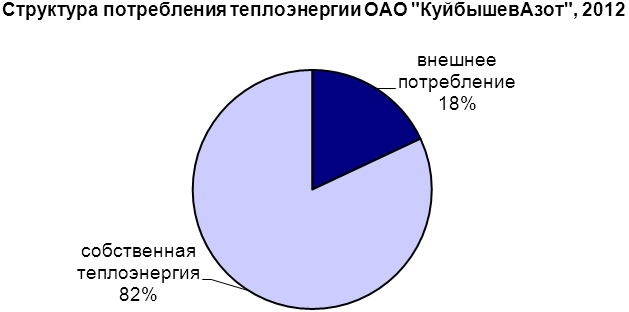 Структура потребления теплоэнергии ОАО "КуйбышевАзот", 2012
внешнее
потребление
18%
собственная
теплоэнергия
82%